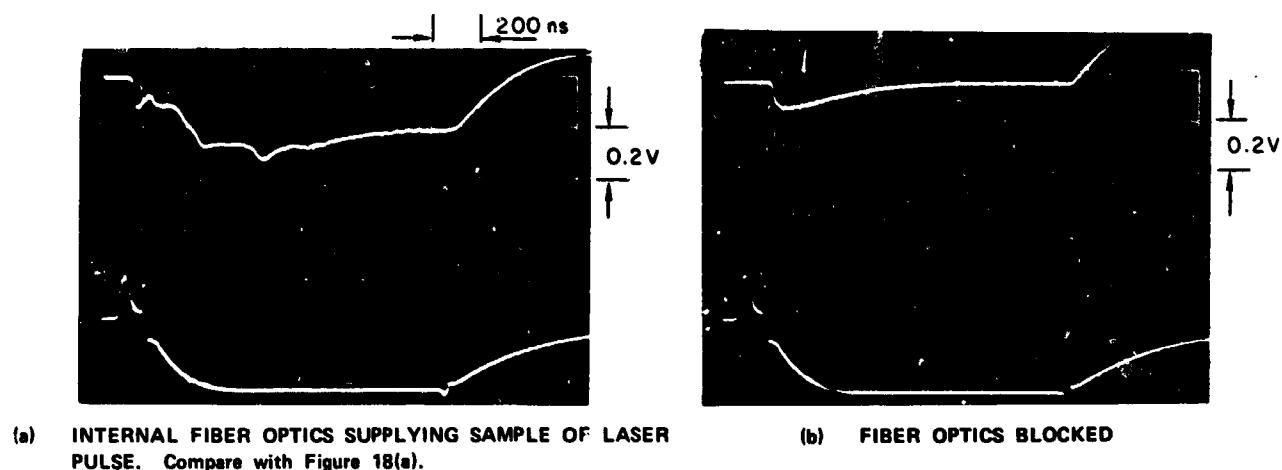 200 ns
0.2V
0.2V
(a) INTERNAL FIBER OPTICS SUPPLYING SAMPLE OF LASER
PULSE. Compare with Figure 18(a).
(b) FIBER OPTICS BLOCKED